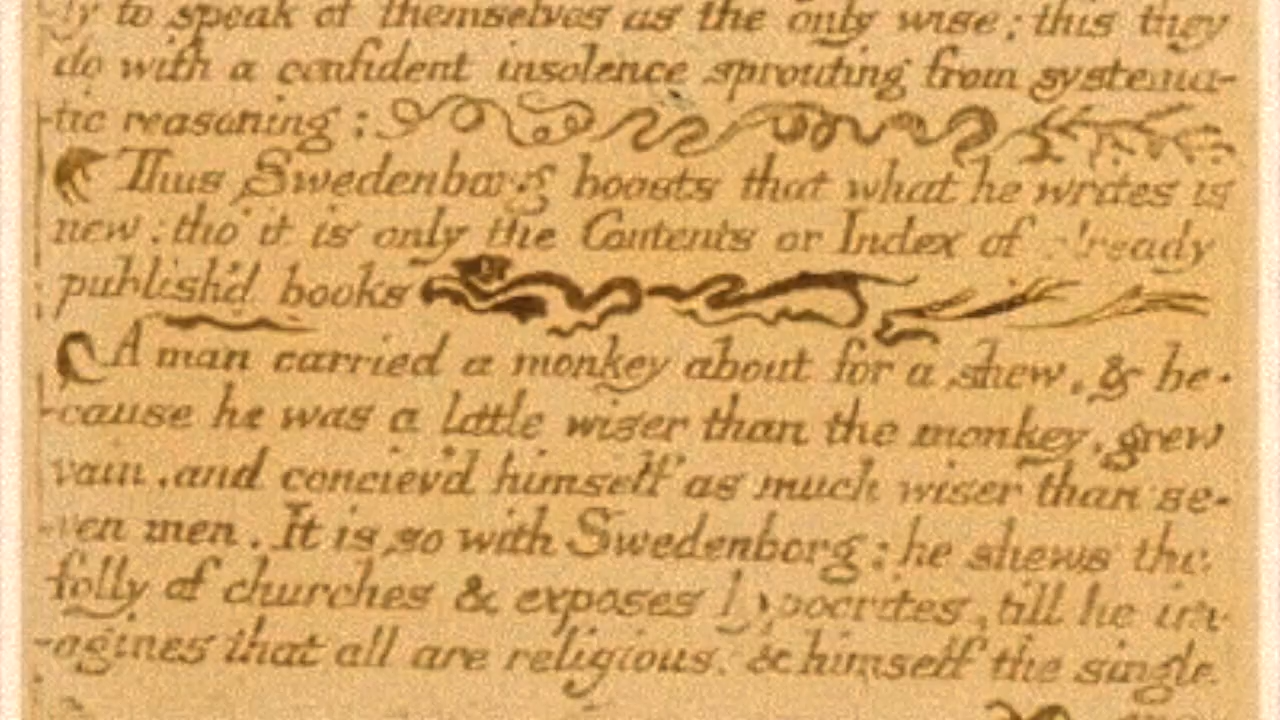 ly to speak of themselves as the only wise; this they
do with a confident insolence sprouting from systema-
-tic reasoning:
Thus Swedenborg boasts that what he writes is
new: tho' it is only the Contents or Index of already
publish'd books
A man carried a monkey about for a shew, & be-
-cause he was a little wiser than the monkey, grew
vain, and conciev'd himself as much wiser than se-
-ven men. It is so with Swedenborg: he shews the
folly of churches & exposes hypocrites, till he im-
-agines that all are religious. & himself the single